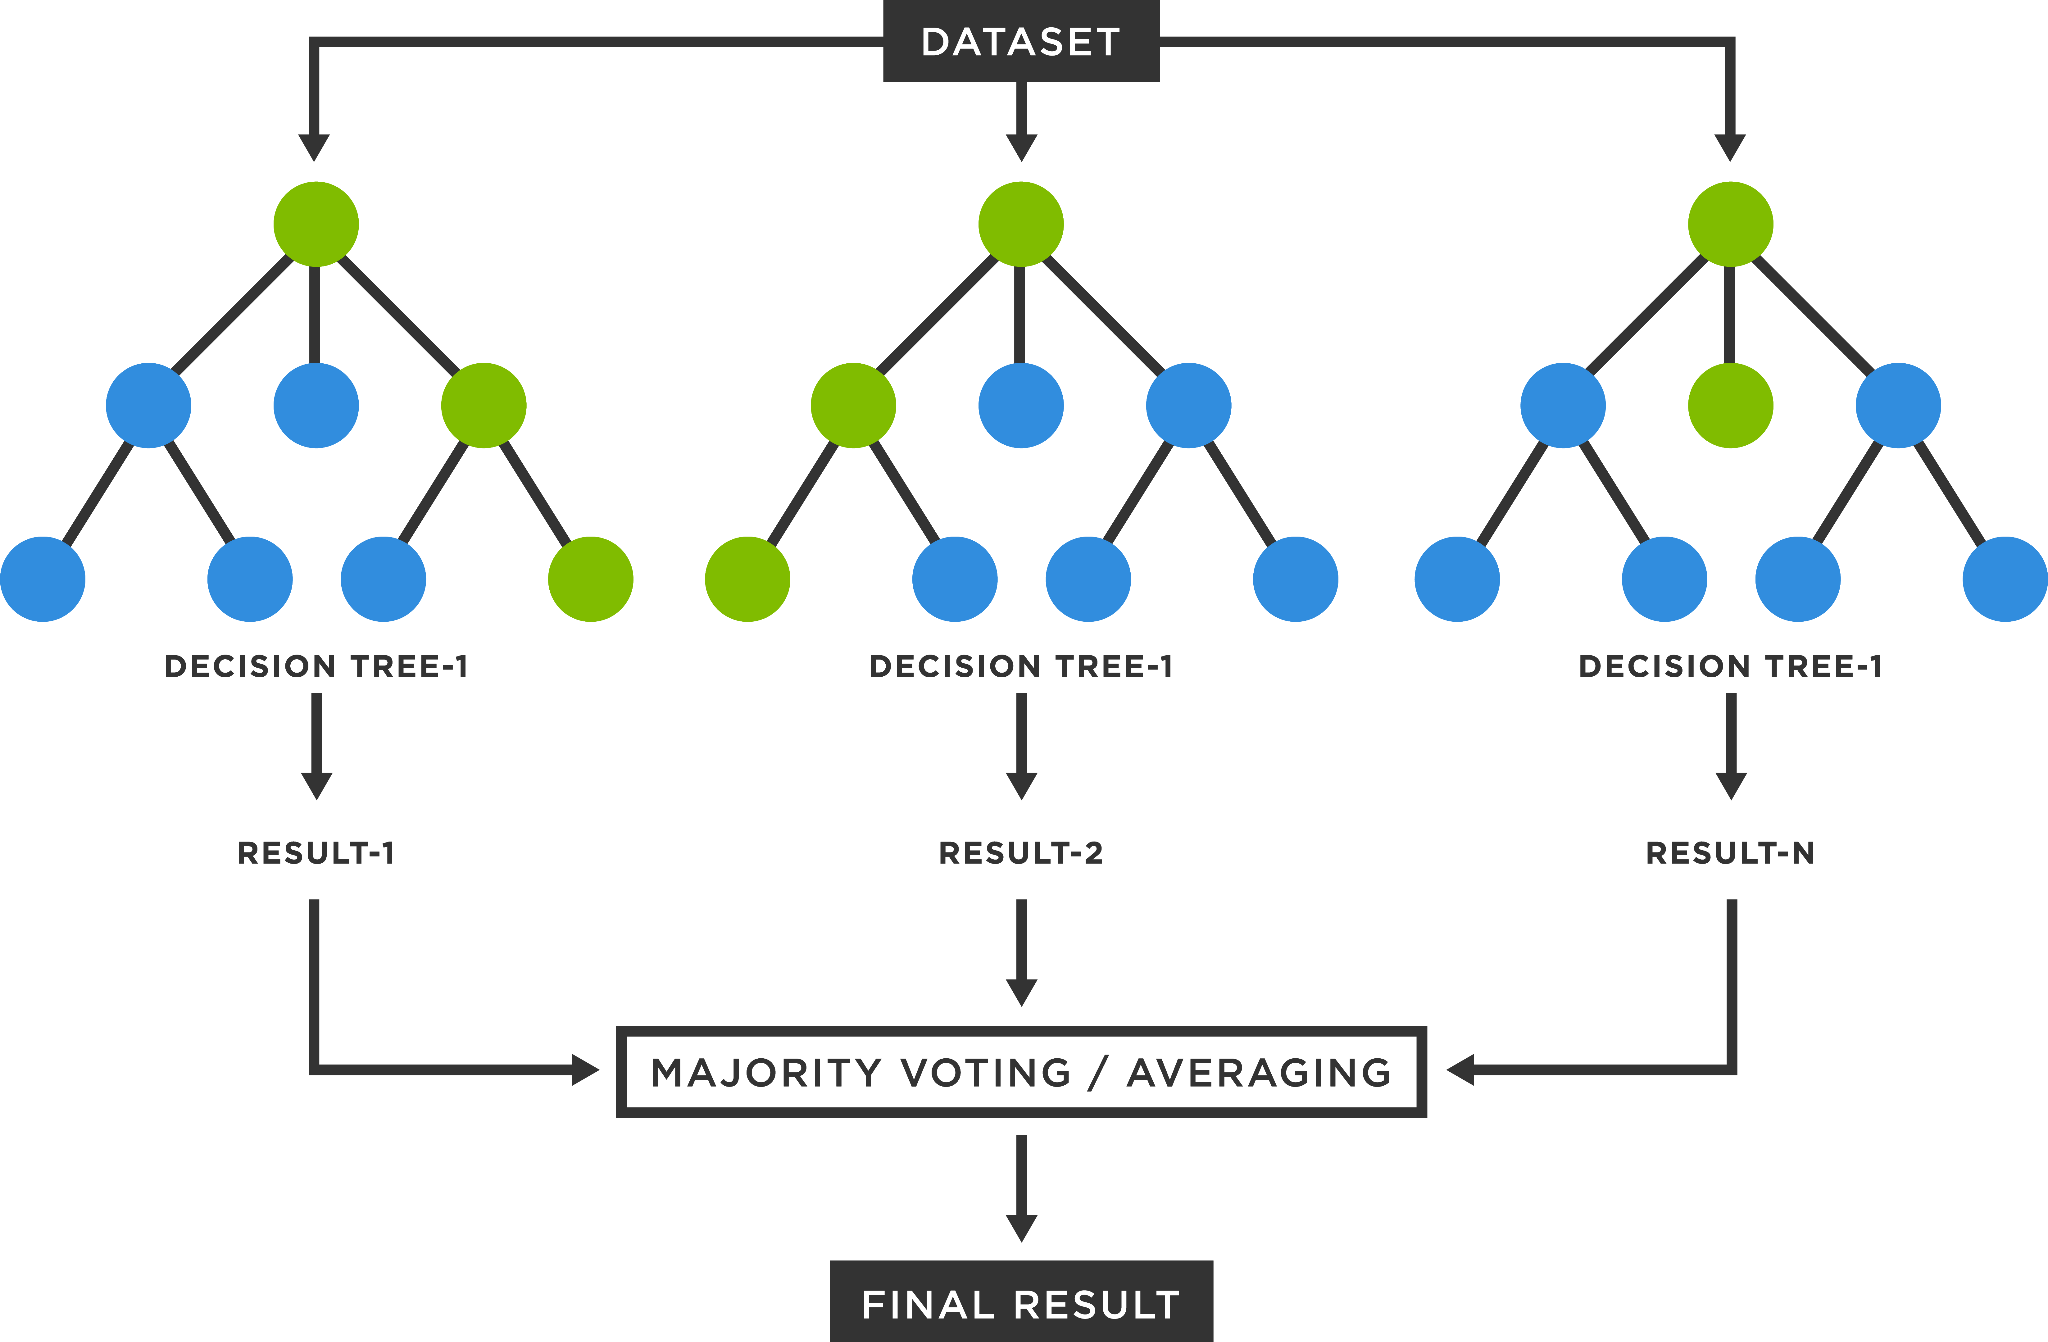 DATASET
DECISION TREE-1
DECISION TREE-1
DECISION TREE-1
RESULT-1
RESULT-2
RESULT-N
MAJORITY VOTING / AVERAGING
FINAL RESULT